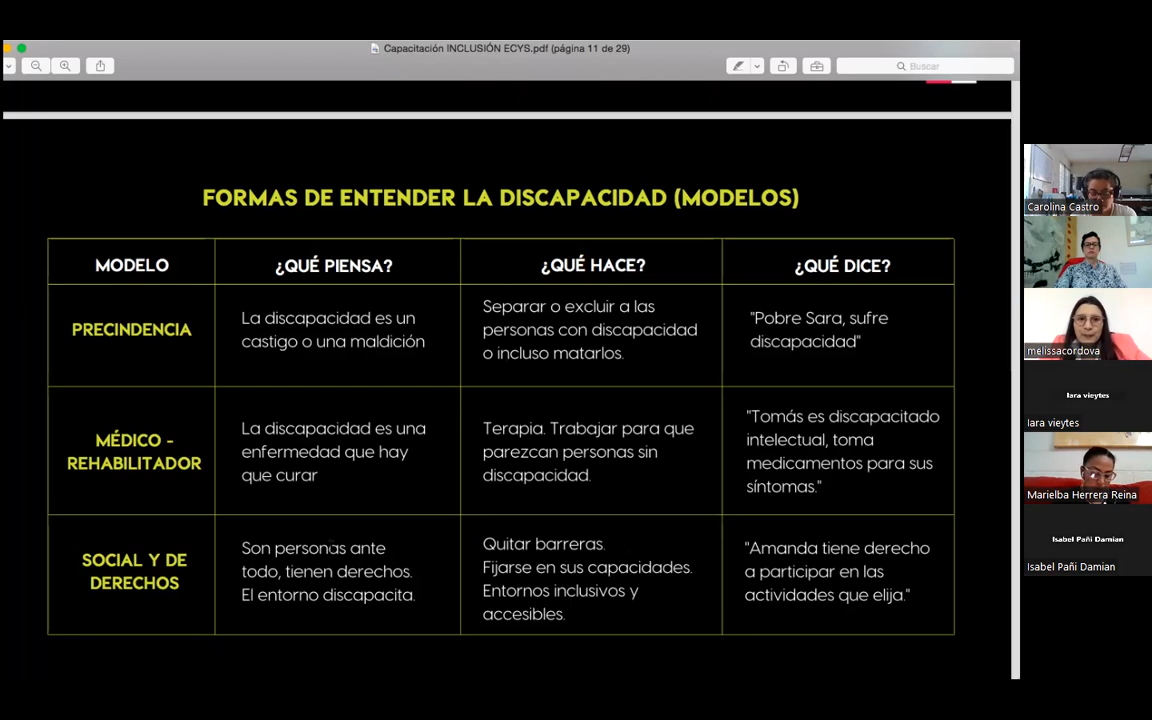 Capacitación INCLUSIÓN ECYS.pdf (página 11 de 29)
Buscar
FORMAS DE ENTENDER LA DISCAPACIDAD (MODELOS)
MODELO
¿QUÉ PIENSA?
¿QUÉ HACE?
¿QUÉ DICE?
PRECINDENCIA
La discapacidad es un
castigo o una maldición
Separar o excluir a las
personas con discapacidad
o incluso matarlos.
"Pobre Sara, sufre
discapacidad"
MÉDICO -
REHABILITADOR
La discapacidad es una
enfermedad que hay
que curar
Terapia. Trabajar para que
parezcan personas sin
discapacidad.
"Tomás es discapacitado
intelectual, toma
medicamentos para sus
síntomas."
SOCIAL Y DE
DERECHOS
Son personas ante
todo, tienen derechos.
El entorno discapacita.
Quitar barreras.
Fijarse en sus capacidades.
Entornos inclusivos y
accesibles.
"Amanda tiene derecho
a participar en las
actividades que elija."
Carolina Castro
melissacordova
lara vieytes
lara vieytes
Marielba Herrera Reina
Isabel Pañi Damian
Isabel Pañi Damian